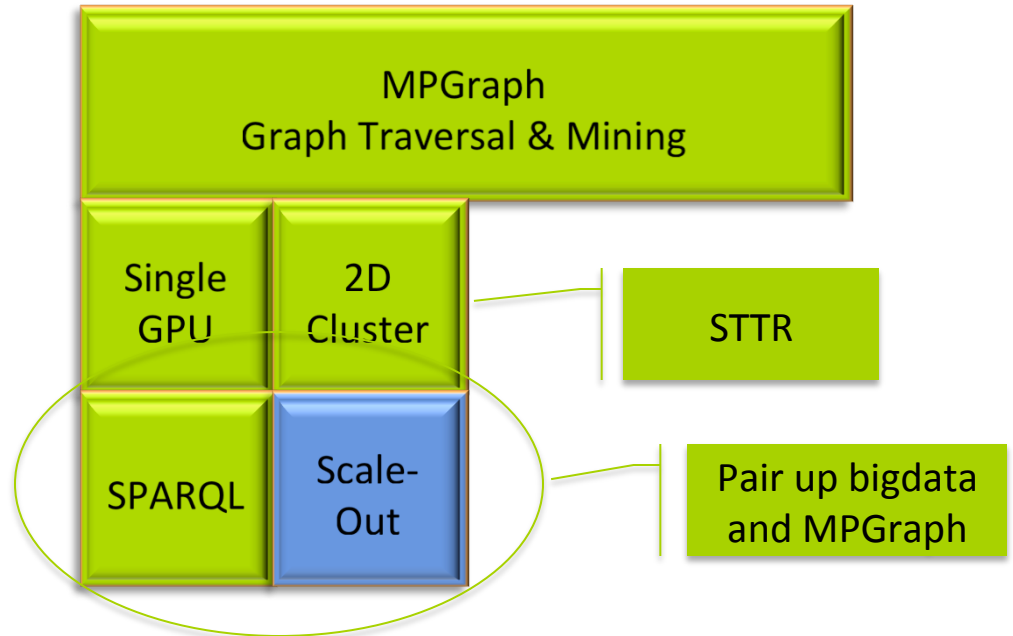 MPGraph
Graph Traversal & Mining
Single
GPU
2D
Cluster
STTR
SPARQL
Scale-
Out
Pair up bigdata
and MPGraph